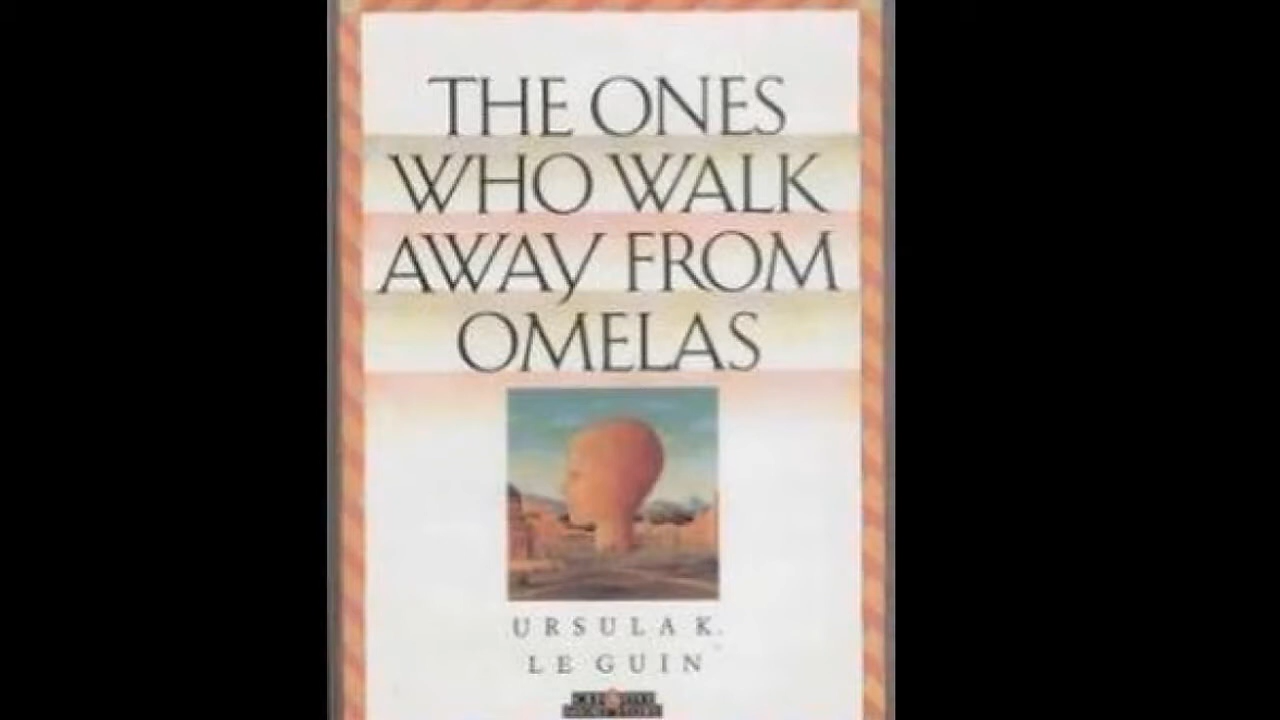 THE ONES
WHO WALK
AWAY FROM
OMELAS
URSULA K.
LE GUIN